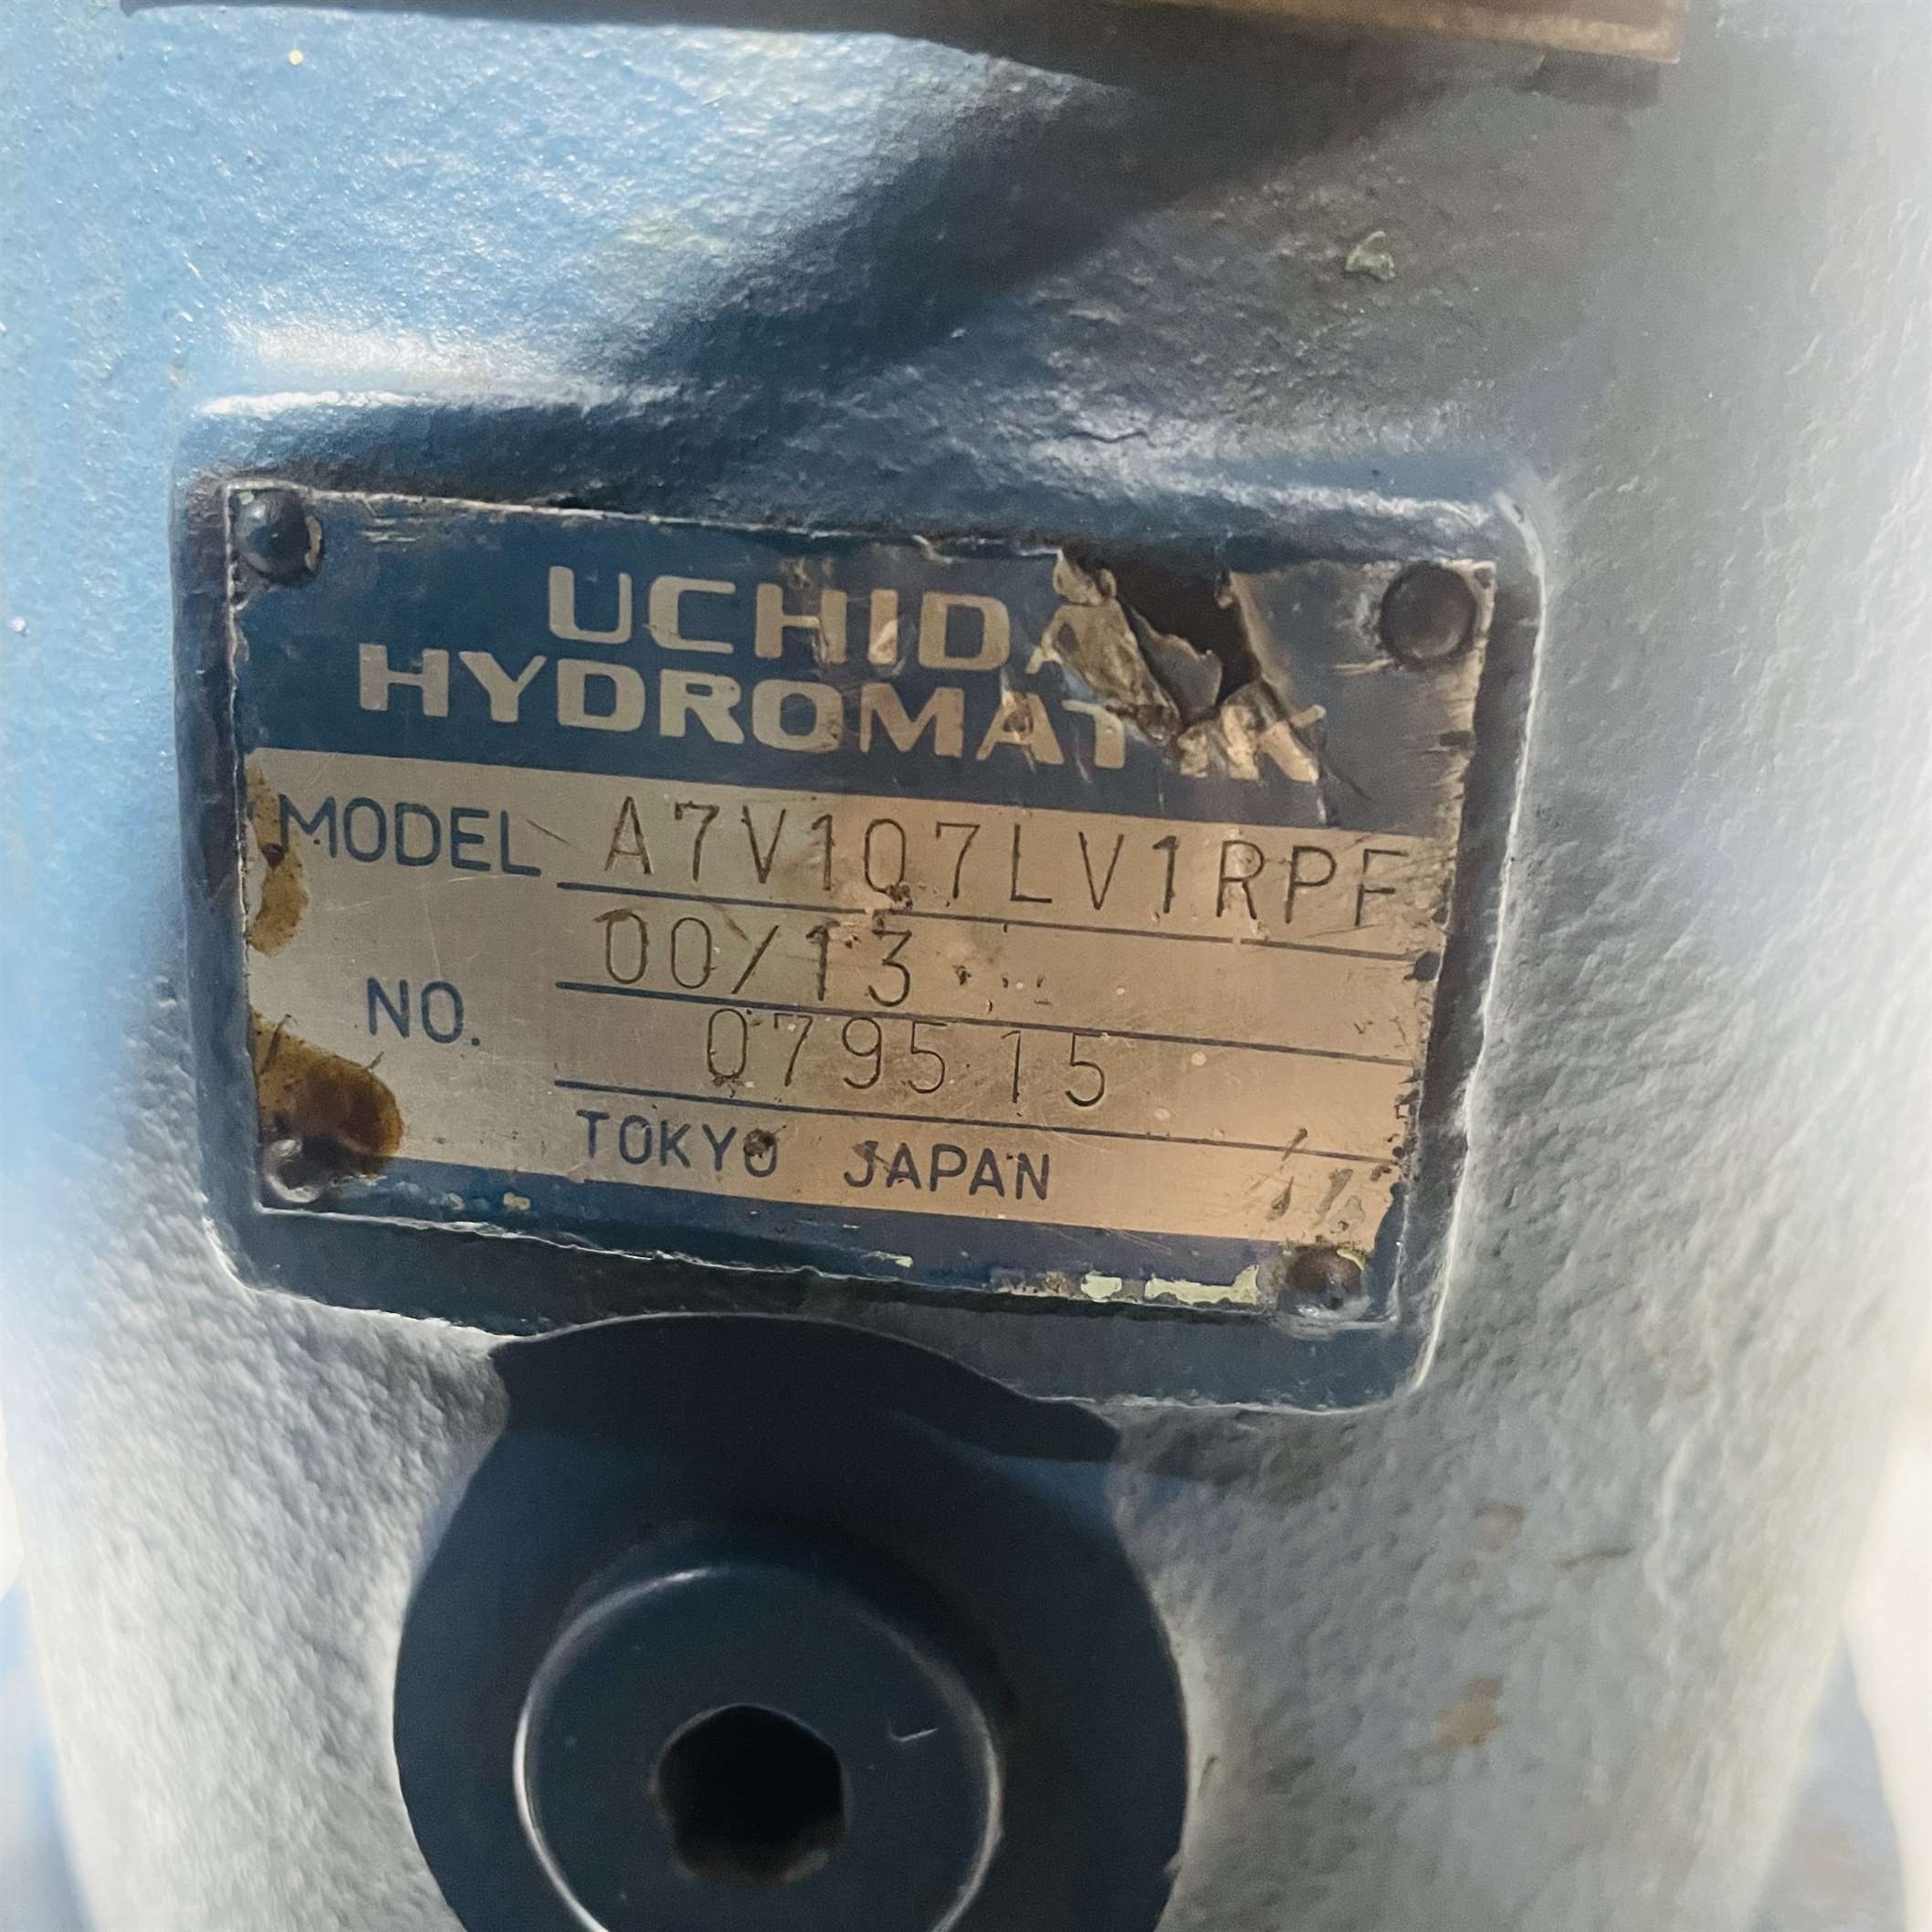 UCHIDA
HYDROMATIK
MODEL A7V107LV1RPF
00/13
NO. 079515
TOKYO JAPAN